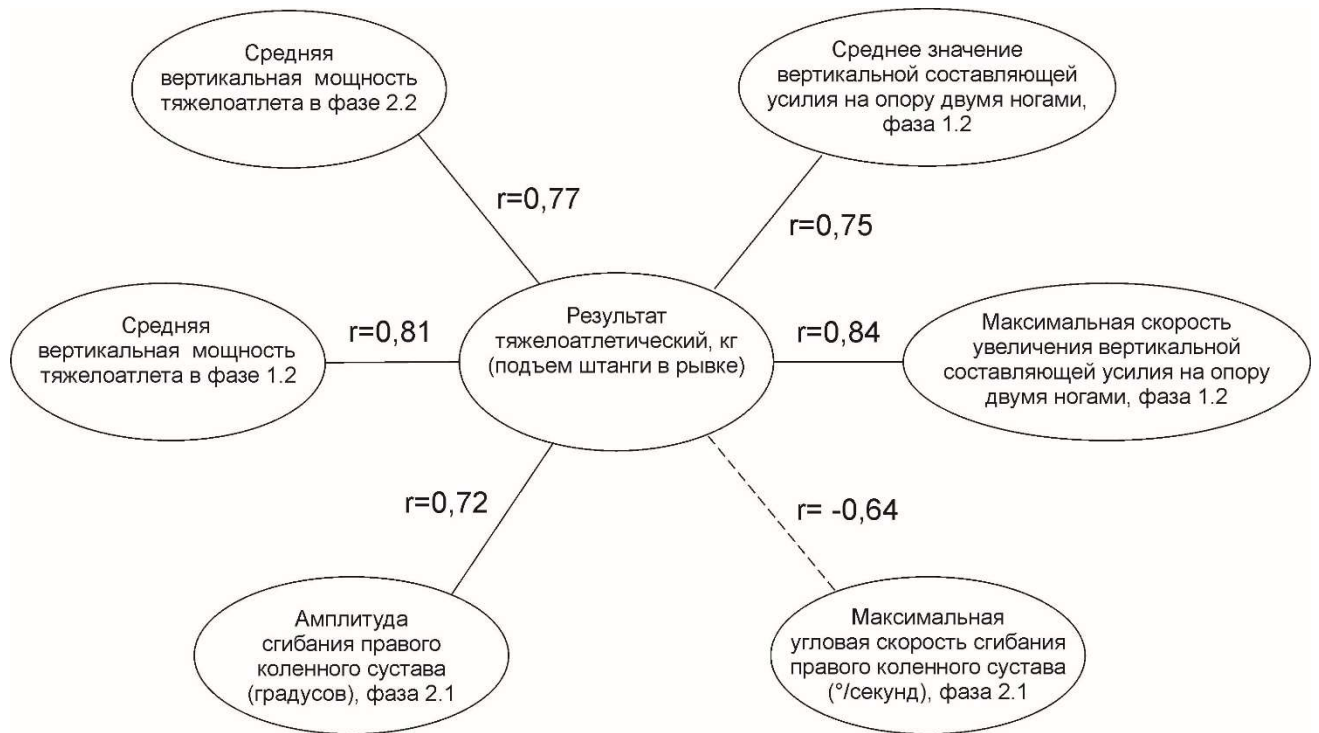 Средняя
вертикальная мощность
тяжелоатлета в фазе 2.2
Среднее значение
вертикальной составляющей
усилия на опору двумя ногами,
фаза 1.2
r=0,77
r=0,75
Средняя
вертикальная мощность
тяжелоатлета в фазе 1.2
r=0,81
Результат
тяжелоатлетический, кг
(подъем штанги в рывке)
r=0,84
Максимальная скорость
увеличения вертикальной
составляющей усилия на опору
двумя ногами, фаза 1.2
r=0,72
r= -0,64
Амплитуда
сгибания правого
коленного сустава
(градусов), фаза 2.1
Максимальная
угловая скорость сгибания
правого коленного сустава
(°/секунд), фаза 2.1